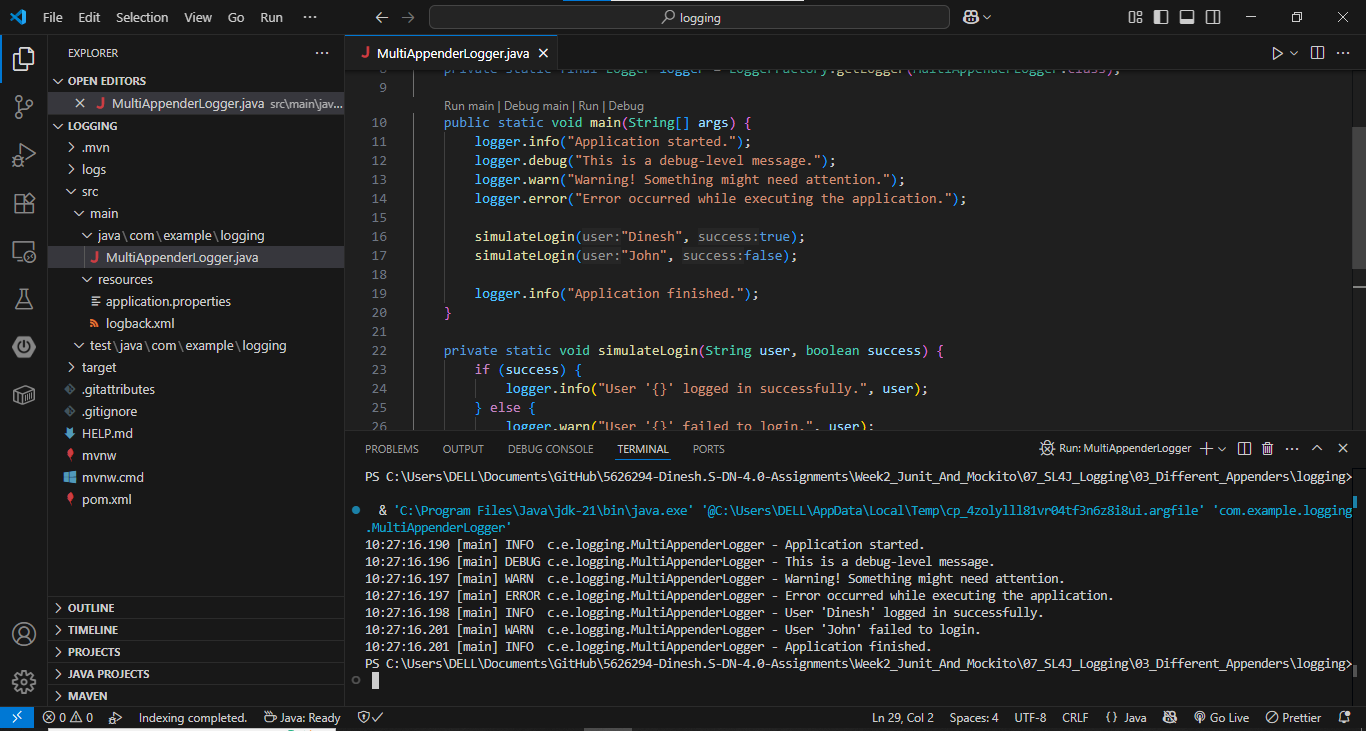 File Edit Selection View Go Run ··· logging
EXPLORER ···
OPEN EDITORS
MultiAppenderLogger.java src\main\jav...
LOGGING
.mvn
logs
src
main
java\com\example\logging
MultiAppenderLogger.java
resources
application.properties
logback.xml
test\java\com\example\logging
target
.gitattributes
.gitignore
HELP.md
mvnw
mvnw.cmd
pom.xml
OUTLINE
TIMELINE
PROJECTS
JAVA PROJECTS
MAVEN
MultiAppenderLogger.java
8 private static final Logger logger = LoggerFactory.getLogger(MultiAppenderLogger.class);
9
Run main | Debug main | Run | Debug
10 public static void main(String[] args) {
11 logger.info("Application started.");
12 logger.debug("This is a debug-level message.");
13 logger.warn("Warning! Something might need attention.");
14 logger.error("Error occurred while executing the application.");
15
16 simulateLogin(user:"Dinesh", success:true);
17 simulateLogin(user:"John", success:false);
18
19 logger.info("Application finished.");
20 }
21
22 private static void simulateLogin(String user, boolean success) {
23 if (success) {
24 logger.info("User '{}' logged in successfully.", user);
25 } else {
26 logger.warn("User '{}' failed to login.", user);
PROBLEMS OUTPUT DEBUG CONSOLE TERMINAL PORTS Run: MultiAppenderLogger
PS C:\Users\DELL\Documents\GitHub\5626294-Dinesh.S-DN-4.0-Assignments\Week2_Junit_And_Mockito\07_SL4J_Logging\03_Different_Appenders\logging>
& 'C:\Program Files\Java\jdk-21\bin\java.exe' '@C:\Users\DELL\AppData\Local\Temp\cp_4zolylll81vr04tf3n6z8i8ui.argfile' 'com.example.logging
.MultiAppenderLogger'
10:27:16.190 [main] INFO c.e.logging.MultiAppenderLogger - Application started.
10:27:16.196 [main] DEBUG c.e.logging.MultiAppenderLogger - This is a debug-level message.
10:27:16.197 [main] WARN c.e.logging.MultiAppenderLogger - Warning! Something might need attention.
10:27:16.197 [main] ERROR c.e.logging.MultiAppenderLogger - Error occurred while executing the application.
10:27:16.198 [main] INFO c.e.logging.MultiAppenderLogger - User 'Dinesh' logged in successfully.
10:27:16.201 [main] WARN c.e.logging.MultiAppenderLogger - User 'John' failed to login.
10:27:16.201 [main] INFO c.e.logging.MultiAppenderLogger - Application finished.
PS C:\Users\DELL\Documents\GitHub\5626294-Dinesh.S-DN-4.0-Assignments\Week2_Junit_And_Mockito\07_SL4J_Logging\03_Different_Appenders\logging>
0 0 Indexing completed. Java: Ready Ln 29, Col 2 Spaces: 4 UTF-8 CRLF {} Java Go Live Prettier